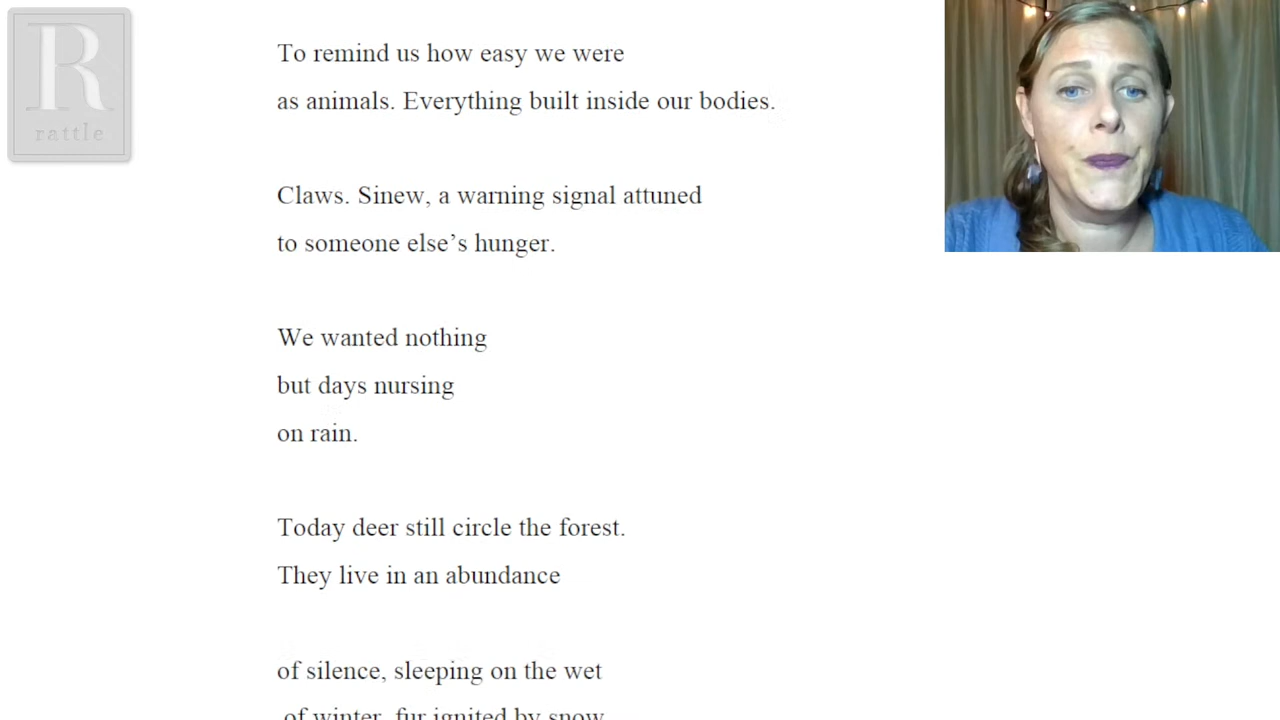 R
rattle
To remind us how easy we were
as animals. Everything built inside our bodies.
Claws. Sinew, a warning signal attuned
to someone else’s hunger.
We wanted nothing
but days nursing
on rain.
Today deer still circle the forest.
They live in an abundance
of silence, sleeping on the wet
of winter, fur ignited by snow